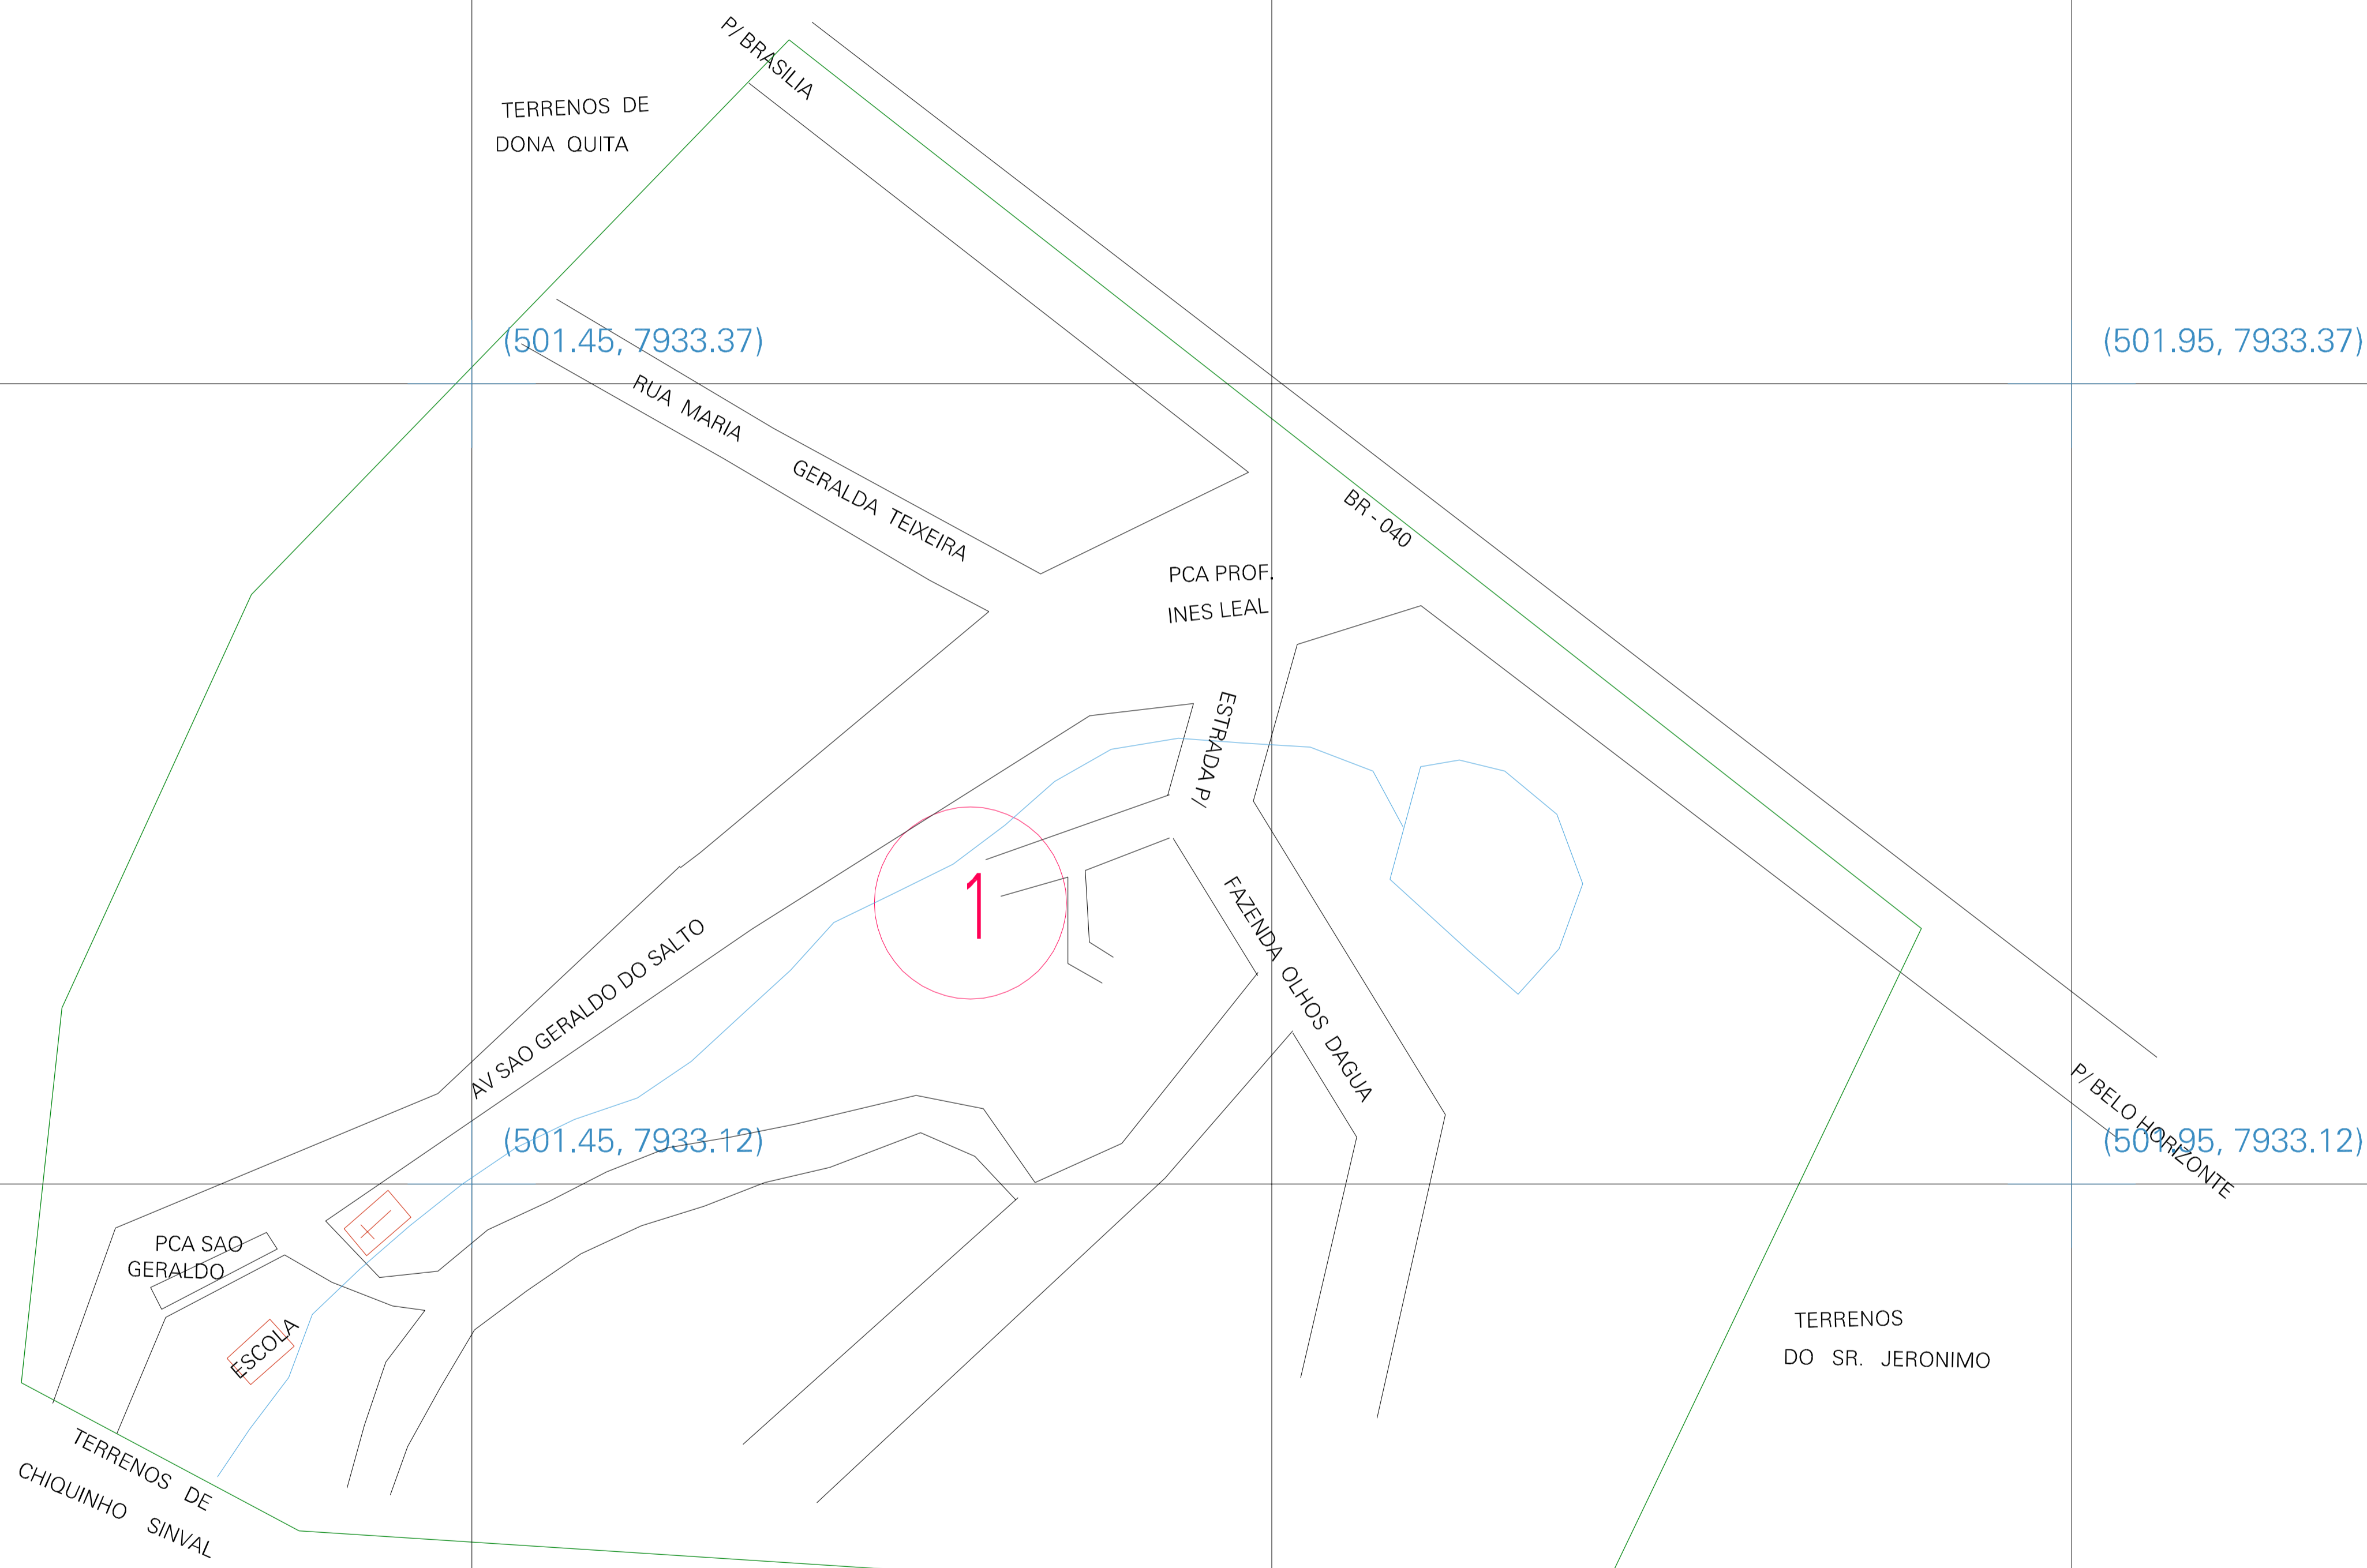 P/ BRASILIA
TERRENOS DE
DONA QUITA
(501.45, 7933.37)
(501.95, 7933.37)
RUA MARIA
GERALDA TEIXEIRA
BR - 040
PCA PROF.
INES LEAL
ESTRADA P/
FAZENDA OLHOS DAGUA
1
AV SAO GERALDO DO SALTO
P/ BELO HORIZONTE
(501.45, 7933.12)
(501.95, 7933.12)
PCA SAO
GERALDO
ESCOLA
TERRENOS
DO SR. JERONIMO
TERRENOS DE
CHIQUINHO SINVAL